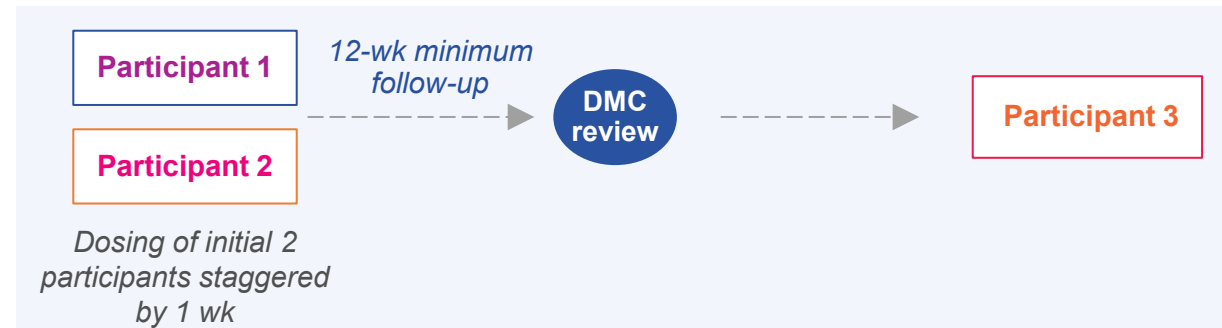 Participant 1
12-wk minimum
follow-up
DMC
review
Participant 3
Participant 2
Dosing of initial 2
participants staggered
by 1 wk